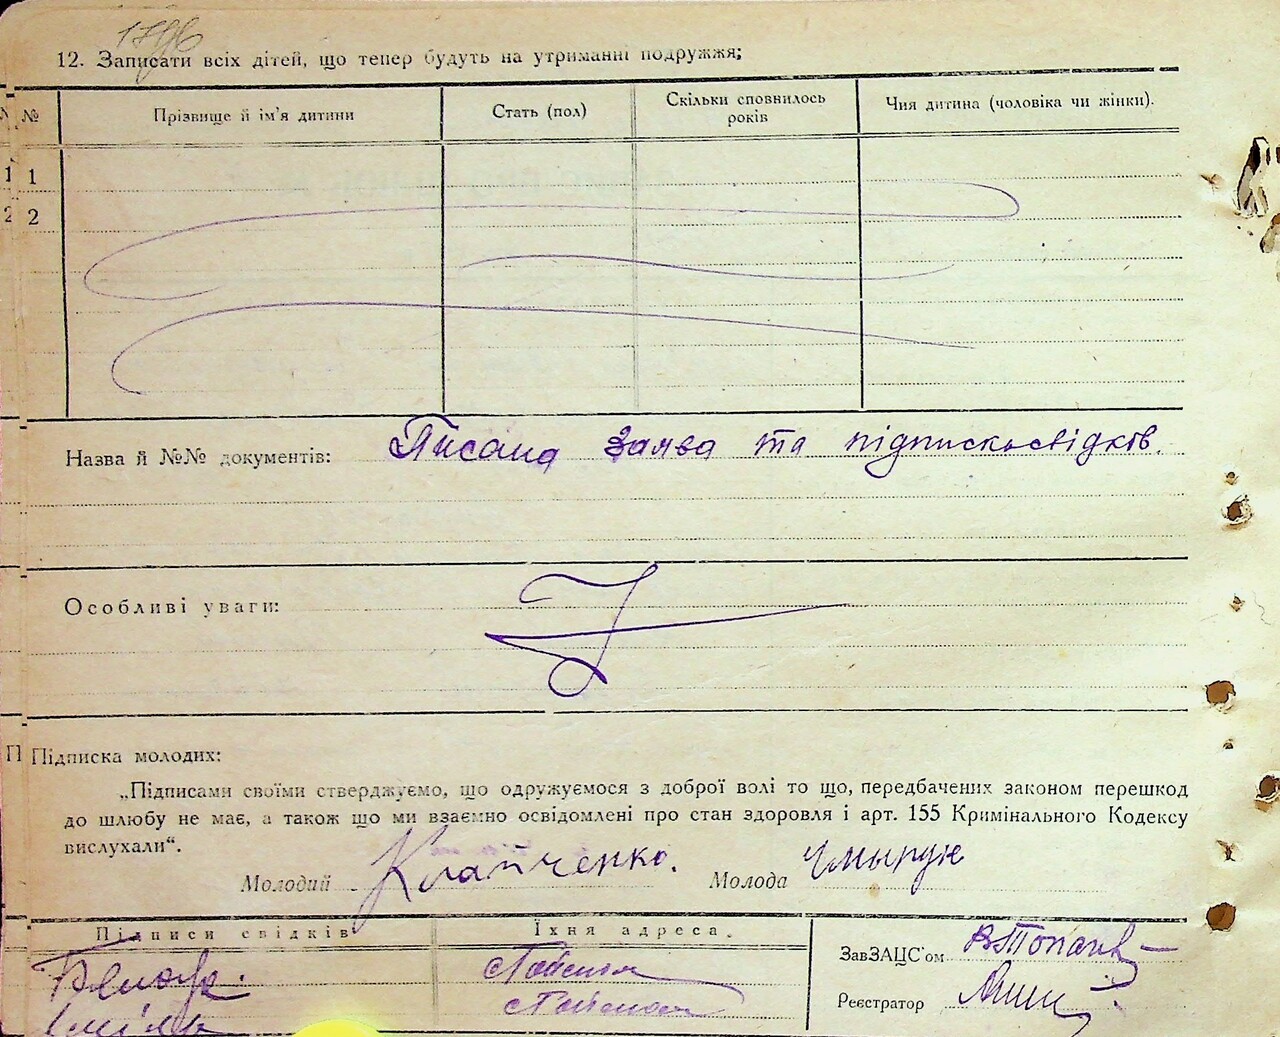 1796
12. Записати всіх дітей, що тепер будуть на утриманні подружжя;
№ № Прізвище й ім'я дитини Стать (пол) Скільки сповнилось років Чия дитина (чоловіка чи жінки).
1 1
2 2
Назва й №№ документів: Писана заява та підписка свідків.
Особливі уваги:
П Підписка молодих:
„Підписами своїми стверджуємо, що одружуємося з доброї волі то що, передбачених законом перешкод
до шлюбу не має, а також що ми взаємно освідомлені про стан здоровля і арт. 155 Кримінального Кодексу
вислухали“.
Молодий Молода
Підписи свідків Їхня адреса.
ЗавЗАЦС'ом
Реєстратор